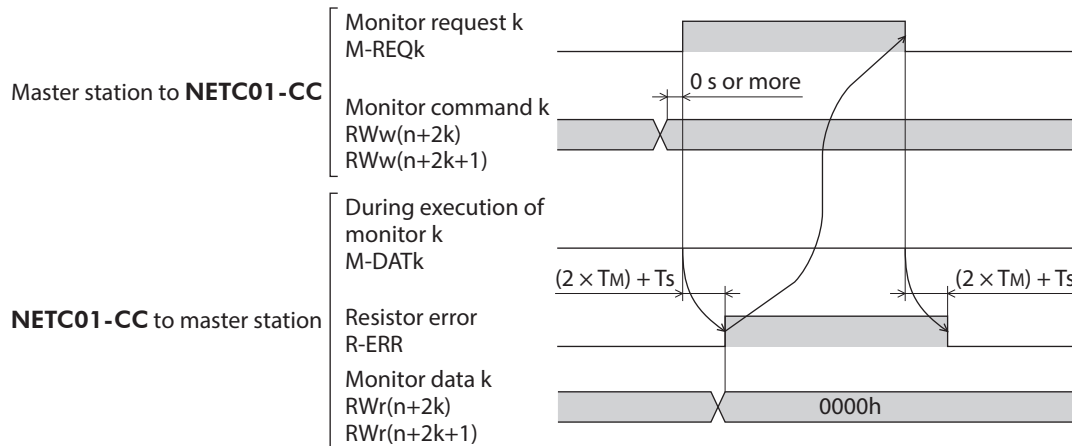 Monitor request k
M-REQk
0 s or more
Master station to NETC01-CC
Monitor command k
RWw(n+2k)
RWw(n+2k+1)
During execution of
monitor k
M-DATk
(2 × TM) + Ts
(2 × TM) + Ts
NETC01-CC to master station
Resistor error
R-ERR
Monitor data k
RWr(n+2k)
RWr(n+2k+1)
0000h